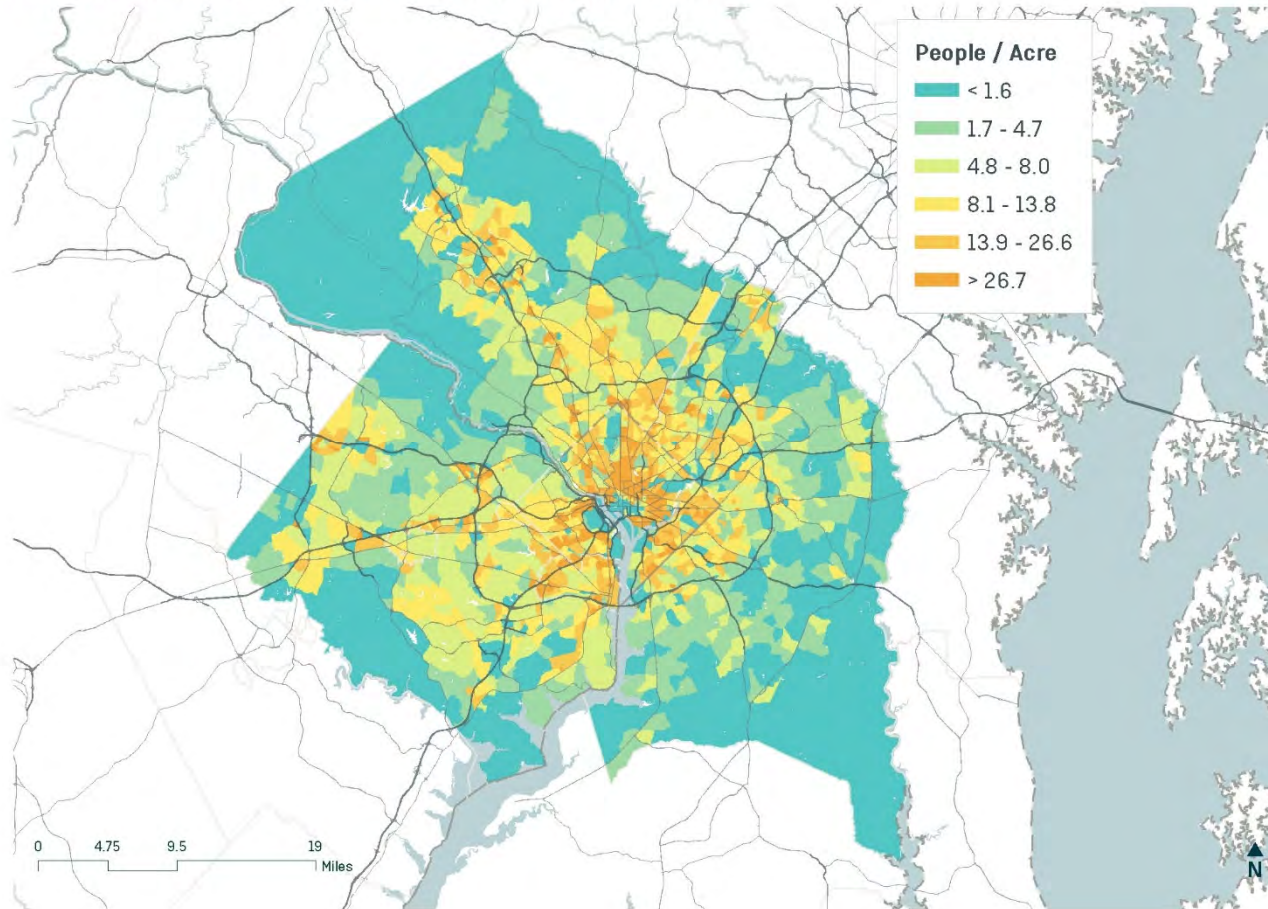 People / Acre
< 1.6
1.7 - 4.7
4.8 - 8.0
8.1 - 13.8
13.9 - 26.6
> 26.7
0 4.75 9.5 19
Miles
N